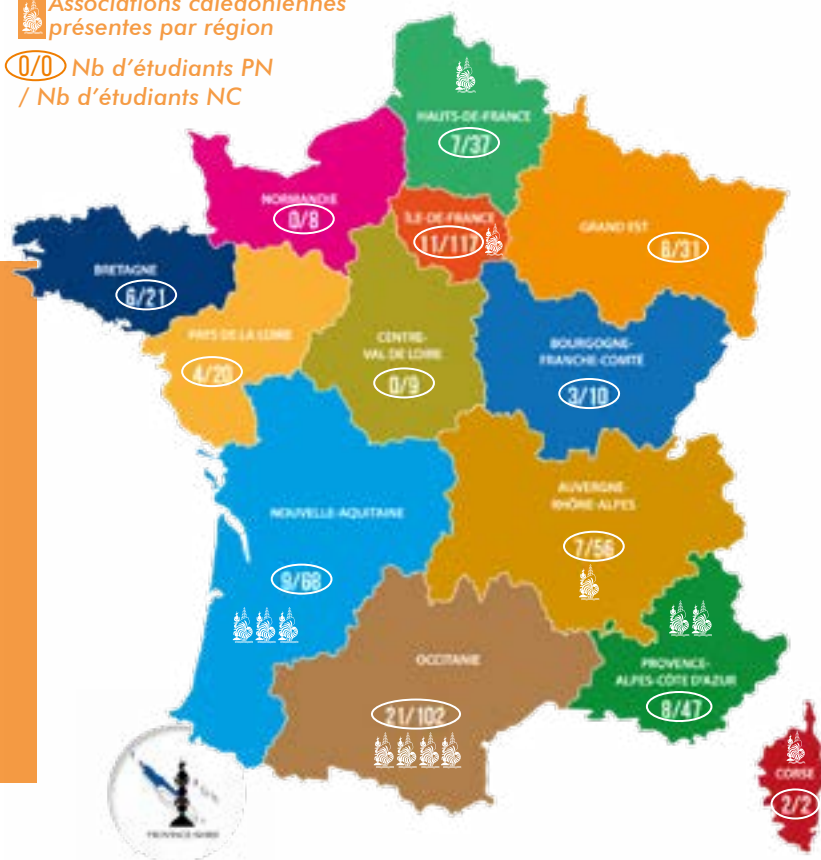 Associations calédoniennes
présentes par région
0/0 Nb d'étudiants PN
/ Nb d'étudiants NC
HAUTS-DE-FRANCE
7/37
NORMANDIE
0/8
ÎLE-DE-FRANCE
11/117
GRAND EST
6/31
BRETAGNE
6/21
PAYS DE LA LOIRE
4/20
CENTRE-
VAL DE LOIRE
0/9
BOURGOGNE-
FRANCHE-COMTÉ
3/10
NOUVELLE-AQUITAINE
9/68
AUVERGNE-
RHÔNE-ALPES
7/56
OCCITANIE
21/102
PROVENCE-
ALPES-CÔTE D'AZUR
8/47
CORSE
2/2
PROVINCE NORD